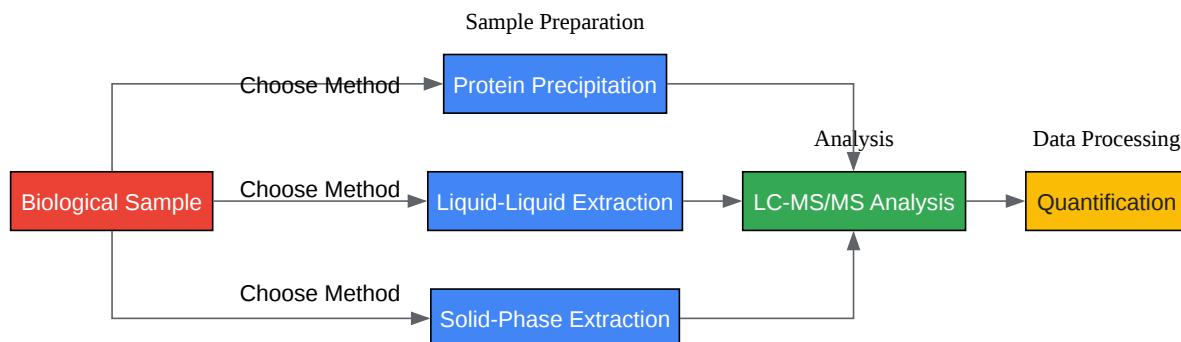 Sample Preparation
Choose Method
Protein Precipitation
Analysis
Data Processing
Biological Sample
Choose Method
Liquid-Liquid Extraction
LC-MS/MS Analysis
Quantification
Choose Method
Solid-Phase Extraction